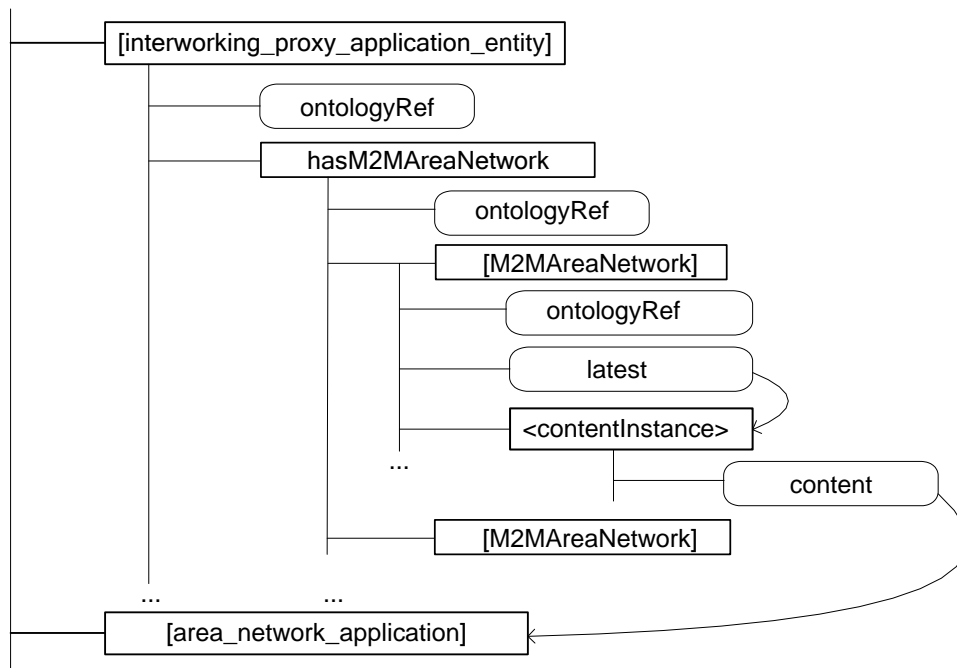 [interworking_proxy_application_entity]
ontologyRef
hasM2MAreaNetwork
ontologyRef
[M2MAreaNetwork]
ontologyRef
latest
<contentInstance>
...
content
[M2MAreaNetwork]
... ...
[area_network_application]